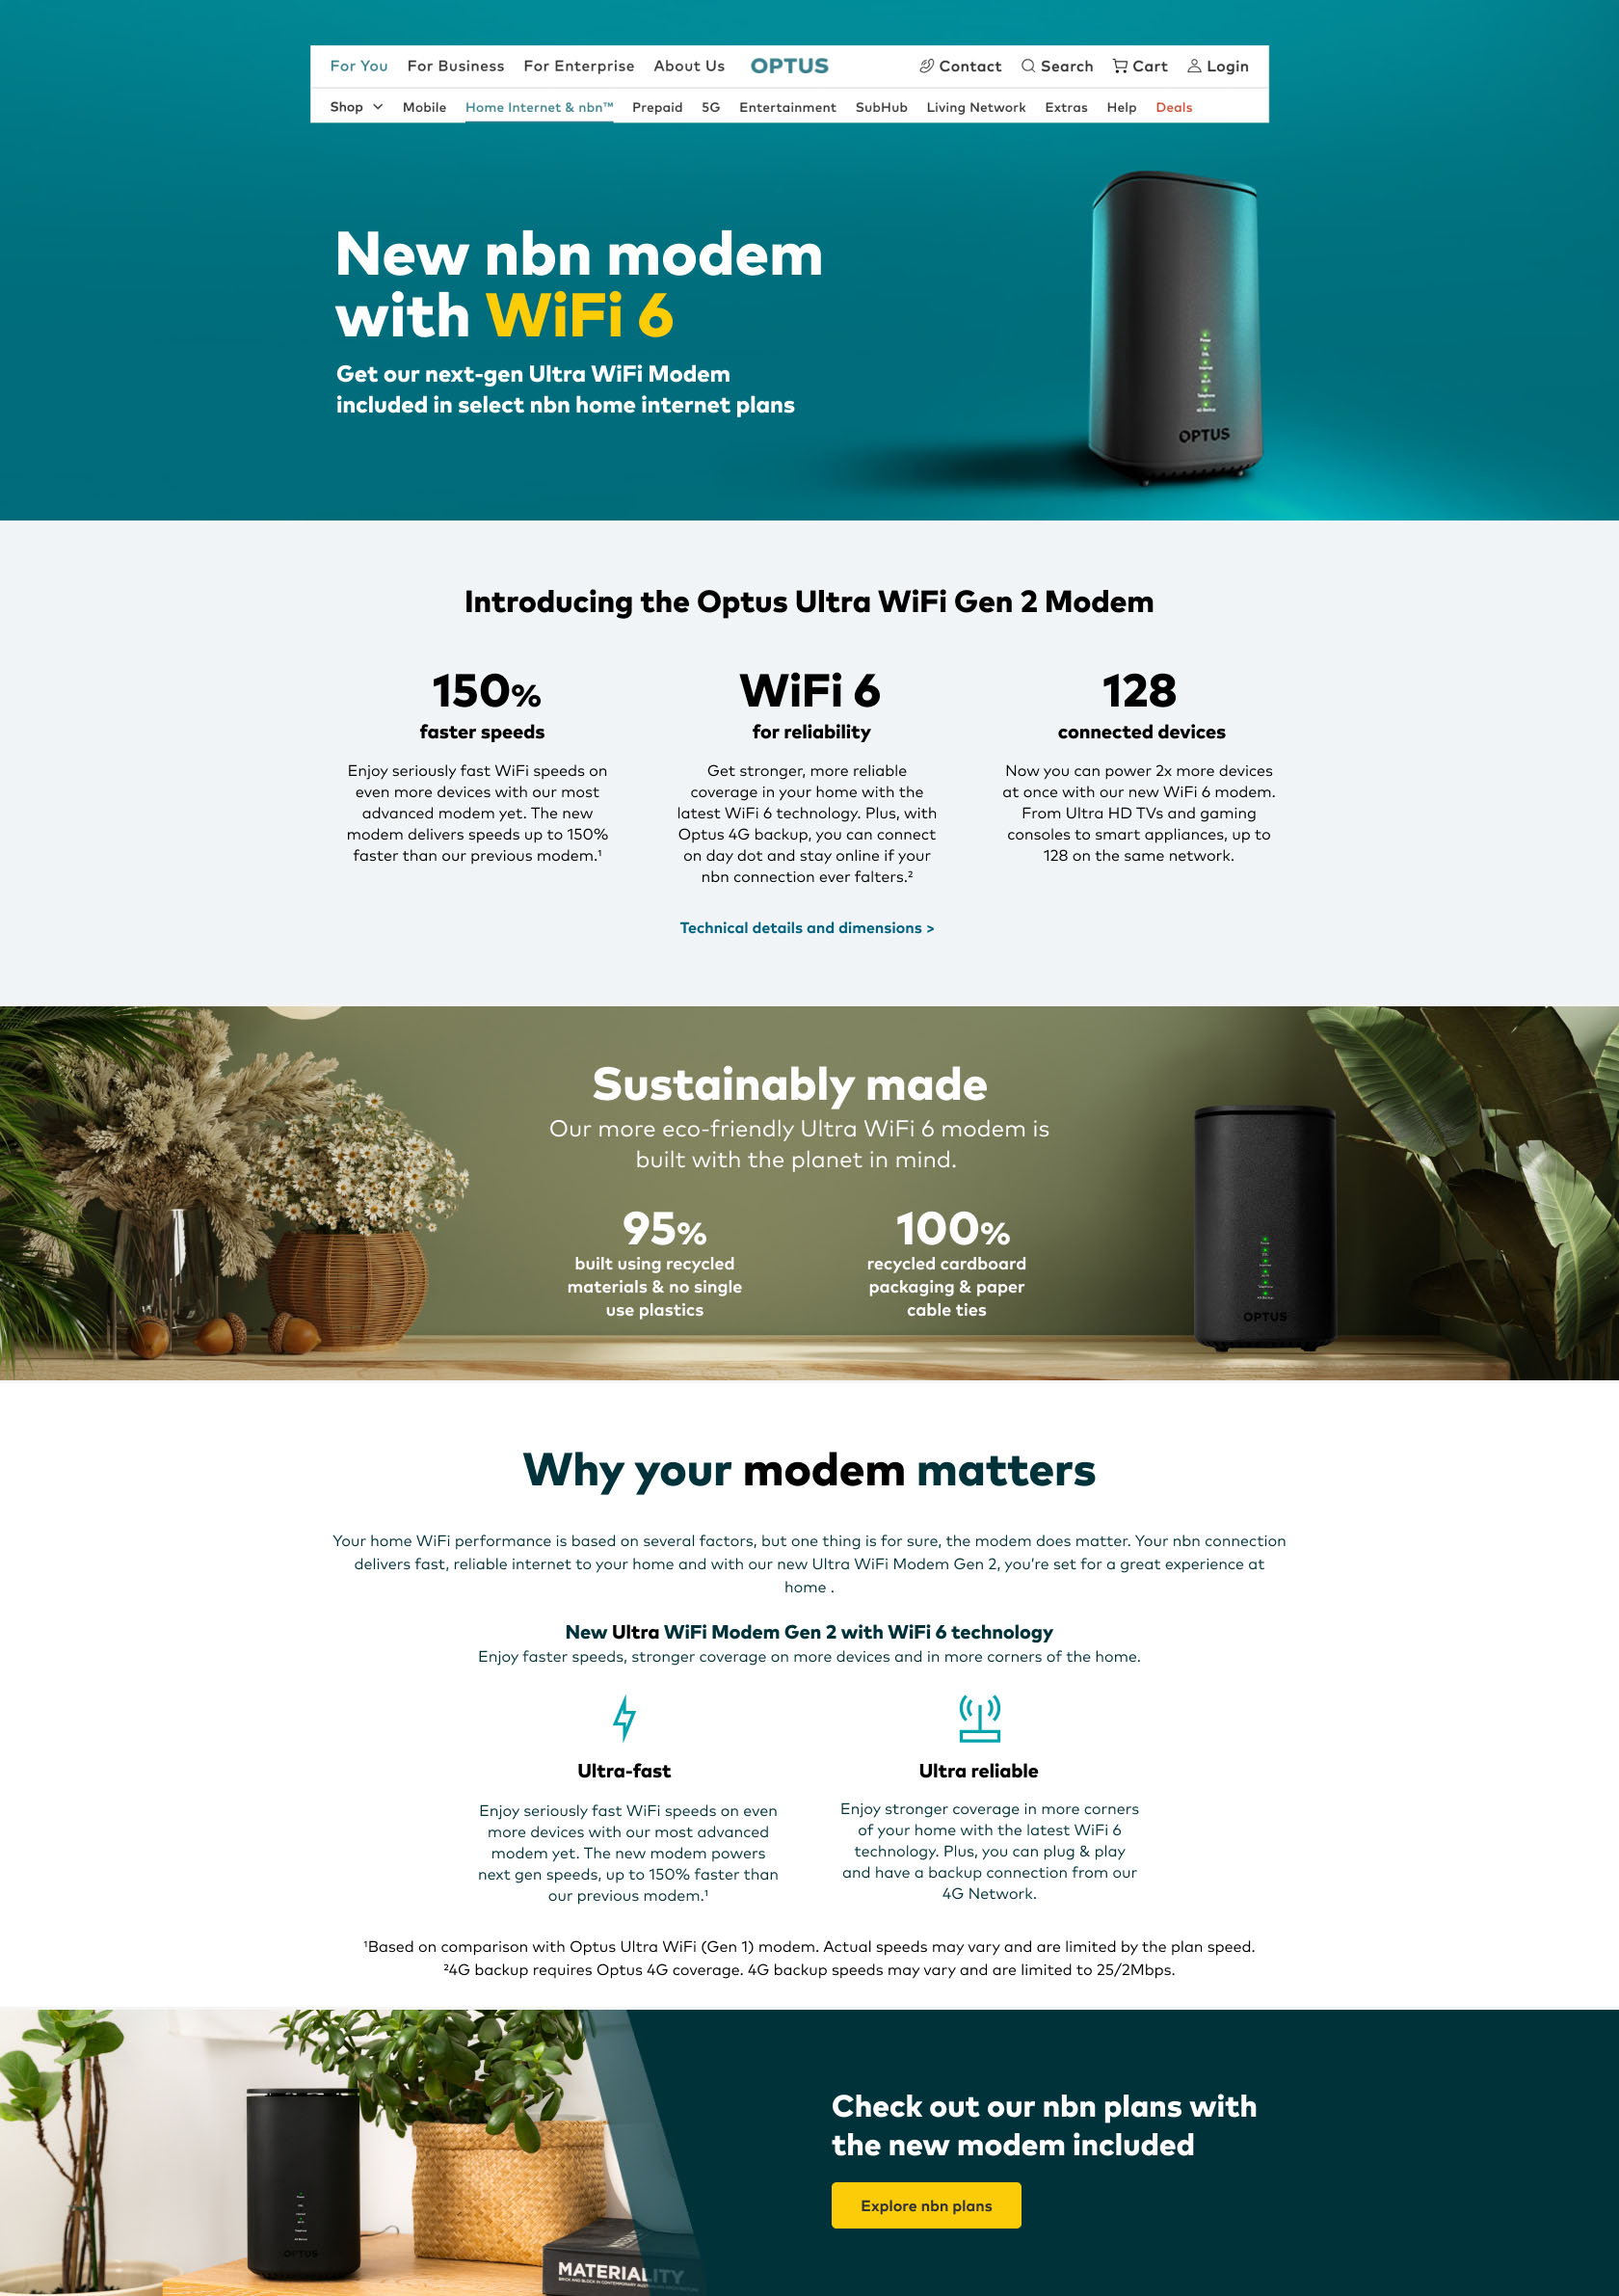 For You For Business For Enterprise About Us OPTUS Contact Search Cart Login
Shop Mobile Home Internet & nbn™ Prepaid 5G Entertainment SubHub Living Network Extras Help Deals
New nbn modem
with WiFi 6
Get our next-gen Ultra WiFi Modem
included in select nbn home internet plans
OPTUS
Introducing the Optus Ultra WiFi Gen 2 Modem
150%
faster speeds
Enjoy seriously fast WiFi speeds on
even more devices with our most
advanced modem yet. The new
modem delivers speeds up to 150%
faster than our previous modem.¹
WiFi 6
for reliability
Get stronger, more reliable
coverage in your home with the
latest WiFi 6 technology. Plus, with
Optus 4G backup, you can connect
on day dot and stay online if your
nbn connection ever falters.²
128
connected devices
Now you can power 2x more devices
at once with our new WiFi 6 modem.
From Ultra HD TVs and gaming
consoles to smart appliances, up to
128 on the same network.
Technical details and dimensions >
Sustainably made
Our more eco-friendly Ultra WiFi 6 modem is
built with the planet in mind.
95%
built using recycled
materials & no single
use plastics
100%
recycled cardboard
packaging & paper
cable ties
OPTUS
Why your modem matters
Your home WiFi performance is based on several factors, but one thing is for sure, the modem does matter. Your nbn connection
delivers fast, reliable internet to your home and with our new Ultra WiFi Modem Gen 2, you're set for a great experience at
home .
New Ultra WiFi Modem Gen 2 with WiFi 6 technology
Enjoy faster speeds, stronger coverage on more devices and in more corners of the home.
Ultra-fast
Enjoy seriously fast WiFi speeds on even
more devices with our most advanced
modem yet. The new modem powers
next gen speeds, up to 150% faster than
our previous modem.¹
Ultra reliable
Enjoy stronger coverage in more corners
of your home with the latest WiFi 6
technology. Plus, you can plug & play
and have a backup connection from our
4G Network.
¹Based on comparison with Optus Ultra WiFi (Gen 1) modem. Actual speeds may vary and are limited by the plan speed.
²4G backup requires Optus 4G coverage. 4G backup speeds may vary and are limited to 25/2Mbps.
OPTUS
MATERIALITY
Check out our nbn plans with
the new modem included
Explore nbn plans